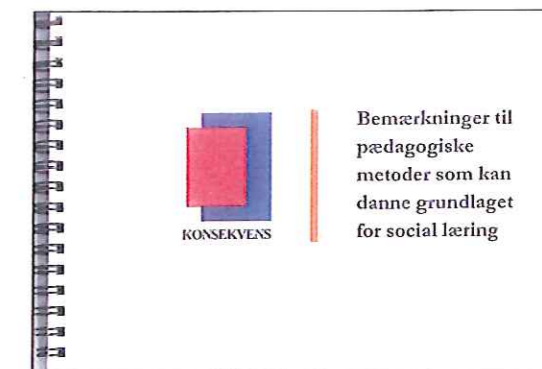 Bemærkninger til
pædagogiske
metoder som kan
danne grundlaget
for social læring
KONSEKVENS